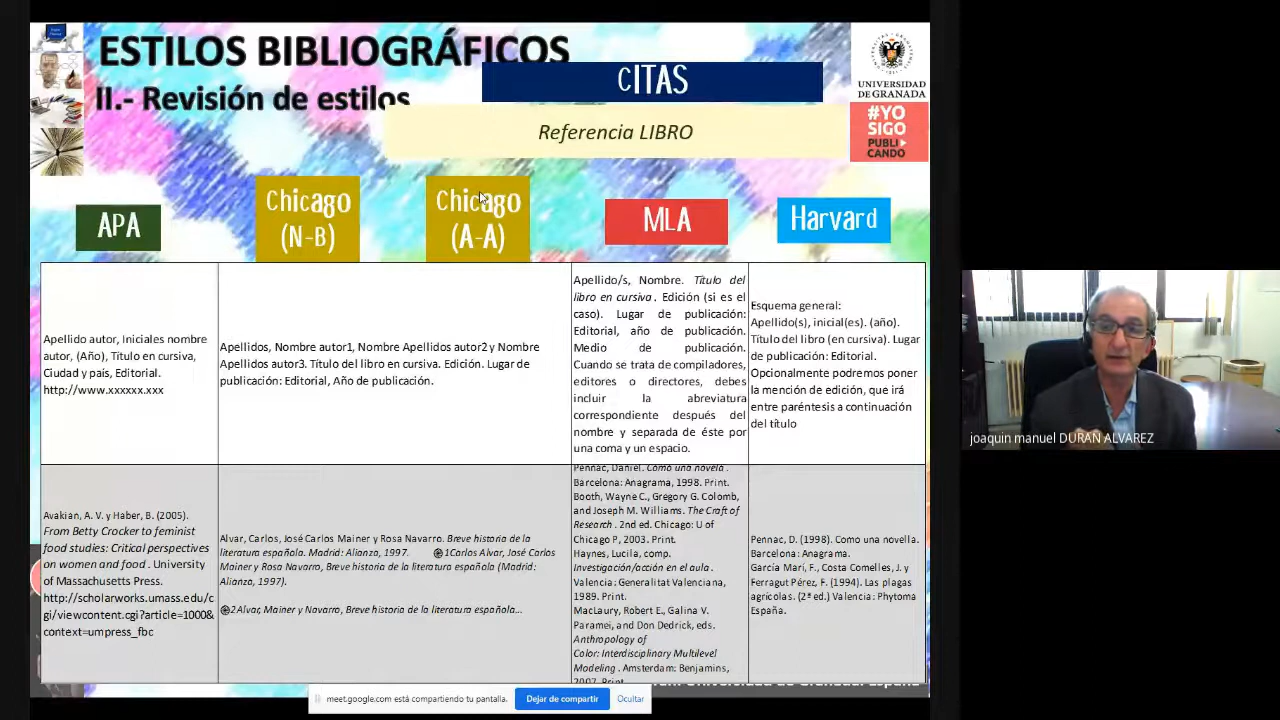 ESTILOS BIBLIOGRÁFICOS
II.- Revisión de estilos
CITAS
Referencia LIBRO
UNIVERSIDAD
DE GRANADA
#YO
SIGO
PUBLI
CANDO
APA
Chicago
(N-B)
Chicago
(A-A)
MLA
Harvard
Apellido autor, Iniciales nombre
autor, (Año), Título en cursiva,
Ciudad y país, Editorial.
http://www.xxxxxx.xxx
Apellidos, Nombre autor1, Nombre Apellidos autor2 y Nombre
Apellidos autor3. Título del libro en cursiva. Edición. Lugar de
publicación: Editorial, Año de publicación.
Apellido/s, Nombre. Título del
libro en cursiva. Edición (si es el
caso). Lugar de publicación:
Editorial, año de publicación.
Medio de publicación.
Cuando se trata de compiladores,
editores o directores, debes
incluir la abreviatura
correspondiente después del
nombre y separada de éste por
una coma y un espacio.
Esquema general:
Apellido(s), inicial(es). (año).
Título del libro (en cursiva). Lugar
de publicación: Editorial.
Opcionalmente podremos poner
la mención de edición, que irá
entre paréntesis a continuación
del título
Avakian, A. V. y Haber, B. (2005).
From Betty Crocker to feminist
food studies: Critical perspectives
on women and food . University
of Massachusetts Press.
http://scholarworks.umass.edu/c
gi/viewcontent.cgi?article=1000&
context=umpress_fbc
Alvar, Carlos, José Carlos Mainer y Rosa Navarro. Breve historia de la
literatura española. Madrid: Alianza, 1997. 1Carlos Alvar, José Carlos
Mainer y Rosa Navarro, Breve historia de la literatura española (Madrid:
Alianza, 1997).
2Alvar, Mainer y Navarro, Breve historia de la literatura española...
Pennac, Daniel. Como una novela .
Barcelona: Anagrama, 1998. Print.
Booth, Wayne C., Gregory G. Colomb,
and Joseph M. Williams. The Craft of
Research . 2nd ed. Chicago: U of
Chicago P, 2003. Print.
Haynes, Lucila, comp.
Investigación/acción en el aula .
Valencia: Generalitat Valenciana,
1989. Print.
MacLaury, Robert E., Galina V.
Paramei, and Don Dedrick, eds.
Anthropology of
Color: Interdisciplinary Multilevel
Modeling . Amsterdam: Benjamins,
2007. Print.
Pennac, D. (1998). Como una novella.
Barcelona: Anagrama.
García Marí, F., Costa Comelles, J. y
Ferragut Pérez, F. (1994). Las plagas
agrícolas. (2ª ed.) Valencia: Phytoma
España.
joaquin manuel DURAN ALVAREZ
meet.google.com está compartiendo tu pantalla.
Dejar de compartir
Ocultar